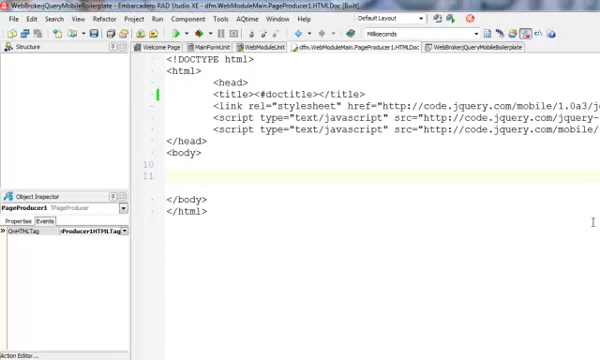 WebBrokerjQueryMobileBoilerplate - Embarcadero RAD Studio XE - dfm.WebModuleMain.PageProducer1.HTMLDoc [Built]
File Edit Search View Refactor Project Run Component Tools Window Help Default Layout
Milliseconds
Structure
Welcome Page MainFormUnit WebModuleUnit dfm.WebModuleMain.PageProducer1.HTMLDoc WebBrokerjQueryMobileBoilerplate
<!DOCTYPE html>
<html>
<head>
<title><#doctitle></title>
<link rel="stylesheet" href="http://code.jquery.com/mobile/1.0a3/j
<script type="text/javascript" src="http://code.jquery.com/jquery-
<script type="text/javascript" src="http://code.jquery.com/mobile/
</head>
<body>
10
11
</body>
</html>
Object Inspector
PageProducer1 TPageProducer
Properties Events
OnHTMLTag Producer1HTMLTag
Action Editor...